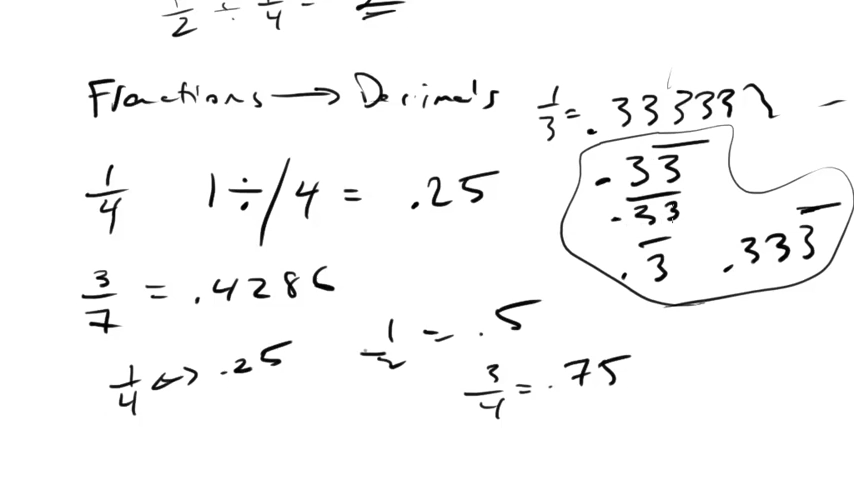 1/2 ÷ 1/4 = 2
Fractions → Decimals
1/3 = .33333
1/4 1 ÷ / 4 = .25
.33̅
.3̅3̅
.3̅ .333̅
3/7 = .4286
1/4 ↔ .25
1/2 = .5
3/4 = .75